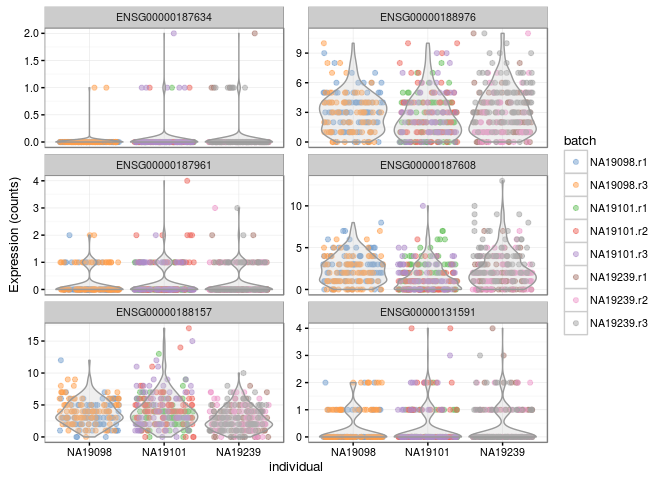 ENSG00000187634
ENSG00000188976
2.0
1.5
1.0
0.5
0.0
9
6
3
0
ENSG00000187961
ENSG00000187608
4
3
2
1
0
10
5
0
ENSG00000188157
ENSG00000131591
15
10
5
0
4
3
2
1
0
NA19098
NA19101
NA19239
NA19098
NA19101
NA19239
individual
Expression (counts)
batch
NA19098.r1
NA19098.r3
NA19101.r1
NA19101.r2
NA19101.r3
NA19239.r1
NA19239.r2
NA19239.r3